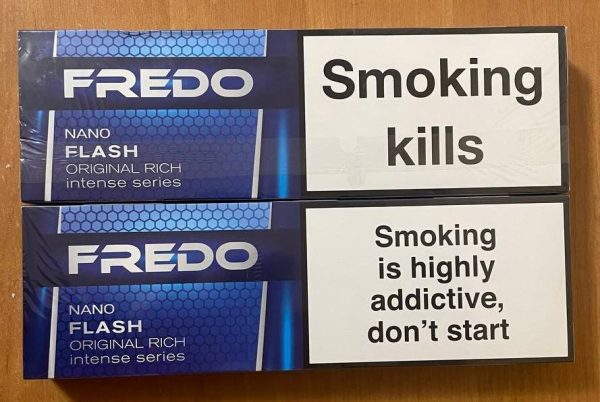 FREDO
NANO
FLASH
ORIGINAL RICH
intense series
Smoking
kills
FREDO
NANO
FLASH
ORIGINAL RICH
intense series
Smoking
is highly
addictive,
don't start